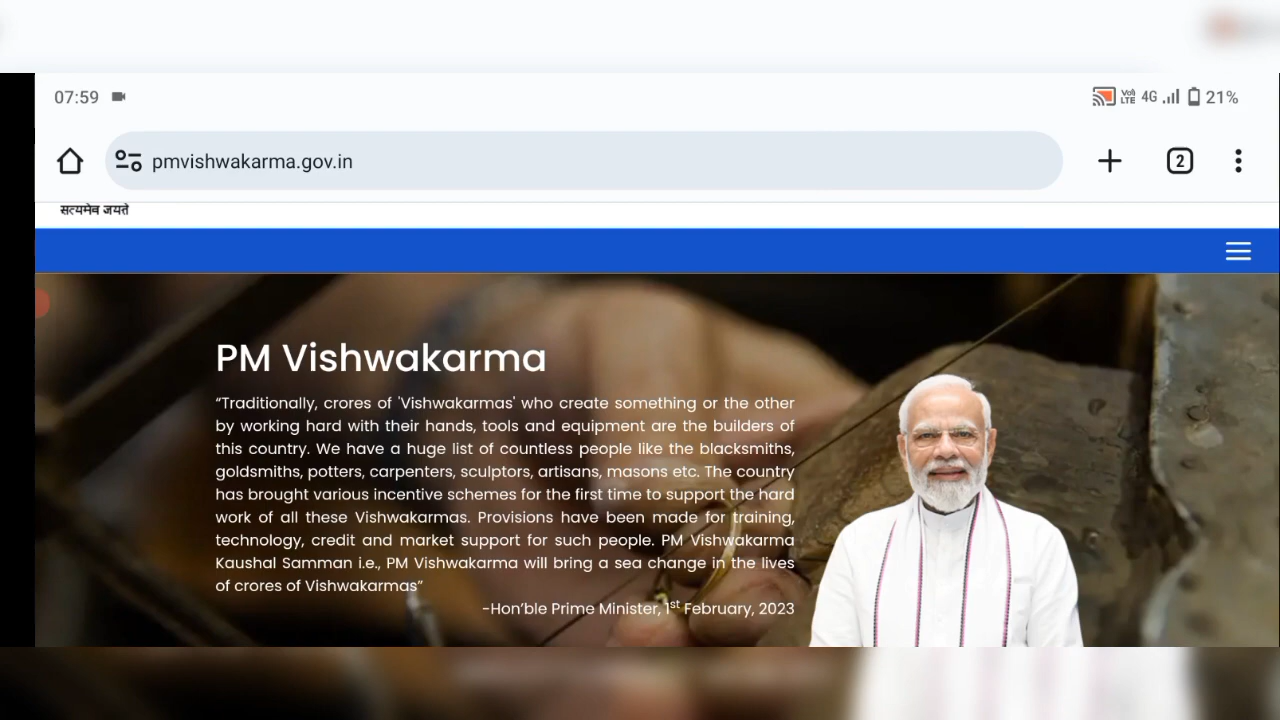 07:59 Vo) LTE 4G 21%
pmvishwakarma.gov.in 2
सत्यमेव जयते
PM Vishwakarma
“Traditionally, crores of 'Vishwakarmas' who create something or the other
by working hard with their hands, tools and equipment are the builders of
this country. We have a huge list of countless people like the blacksmiths,
goldsmiths, potters, carpenters, sculptors, artisans, masons etc. The country
has brought various incentive schemes for the first time to support the hard
work of all these Vishwakarmas. Provisions have been made for training,
technology, credit and market support for such people. PM Vishwakarma
Kaushal Samman i.e., PM Vishwakarma will bring a sea change in the lives
of crores of Vishwakarmas”
-Hon’ble Prime Minister, 1st February, 2023